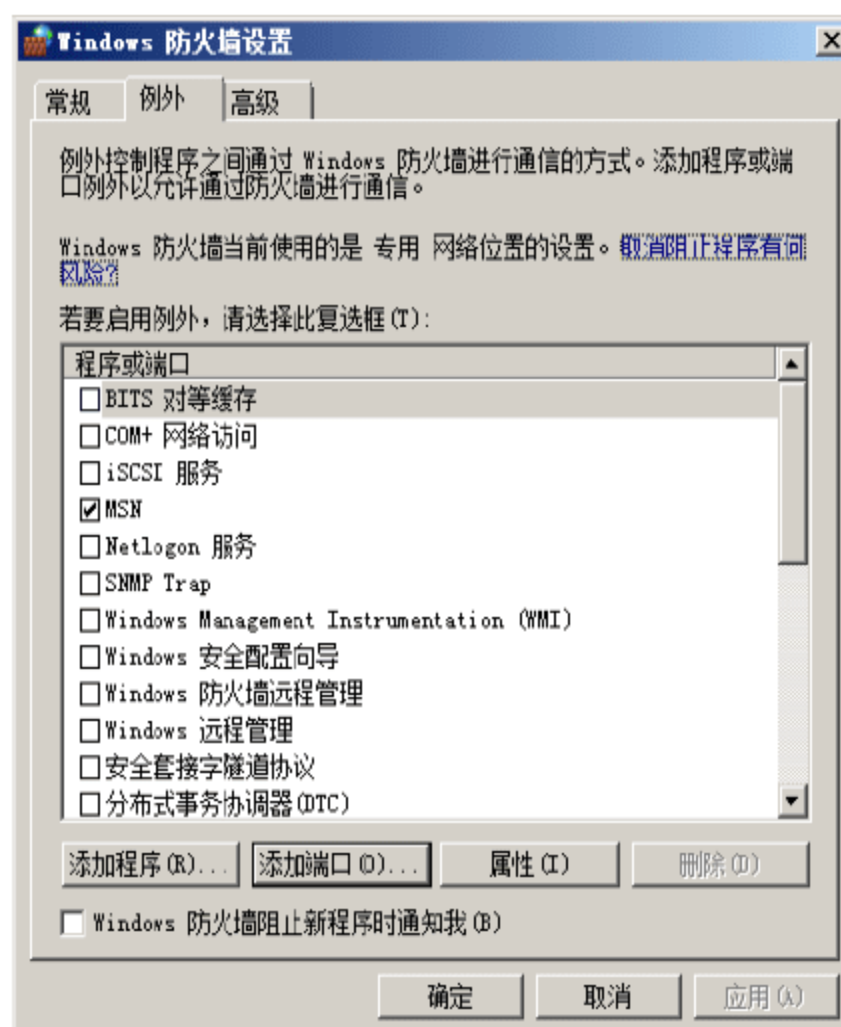 Windows 防火墙设置
常规 例外 高级
例外控制程序之间通过 Windows 防火墙进行通信的方式。添加程序或端
口例外以允许通过防火墙进行通信。
Windows 防火墙当前使用的是 专用 网络位置的设置。取消阻止程序有何
风险?
若要启用例外，请选择此复选框(T):
程序或端口
BITS 对等缓存
COM+ 网络访问
iSCSI 服务
MSN
Netlogon 服务
SNMP Trap
Windows Management Instrumentation (WMI)
Windows 安全配置向导
Windows 防火墙远程管理
Windows 远程管理
安全套接字隧道协议
分布式事务协调器(DTC)
添加程序(R)... 添加端口(O)... 属性(I) 删除(D)
Windows 防火墙阻止新程序时通知我(B)
确定 取消 应用(A)